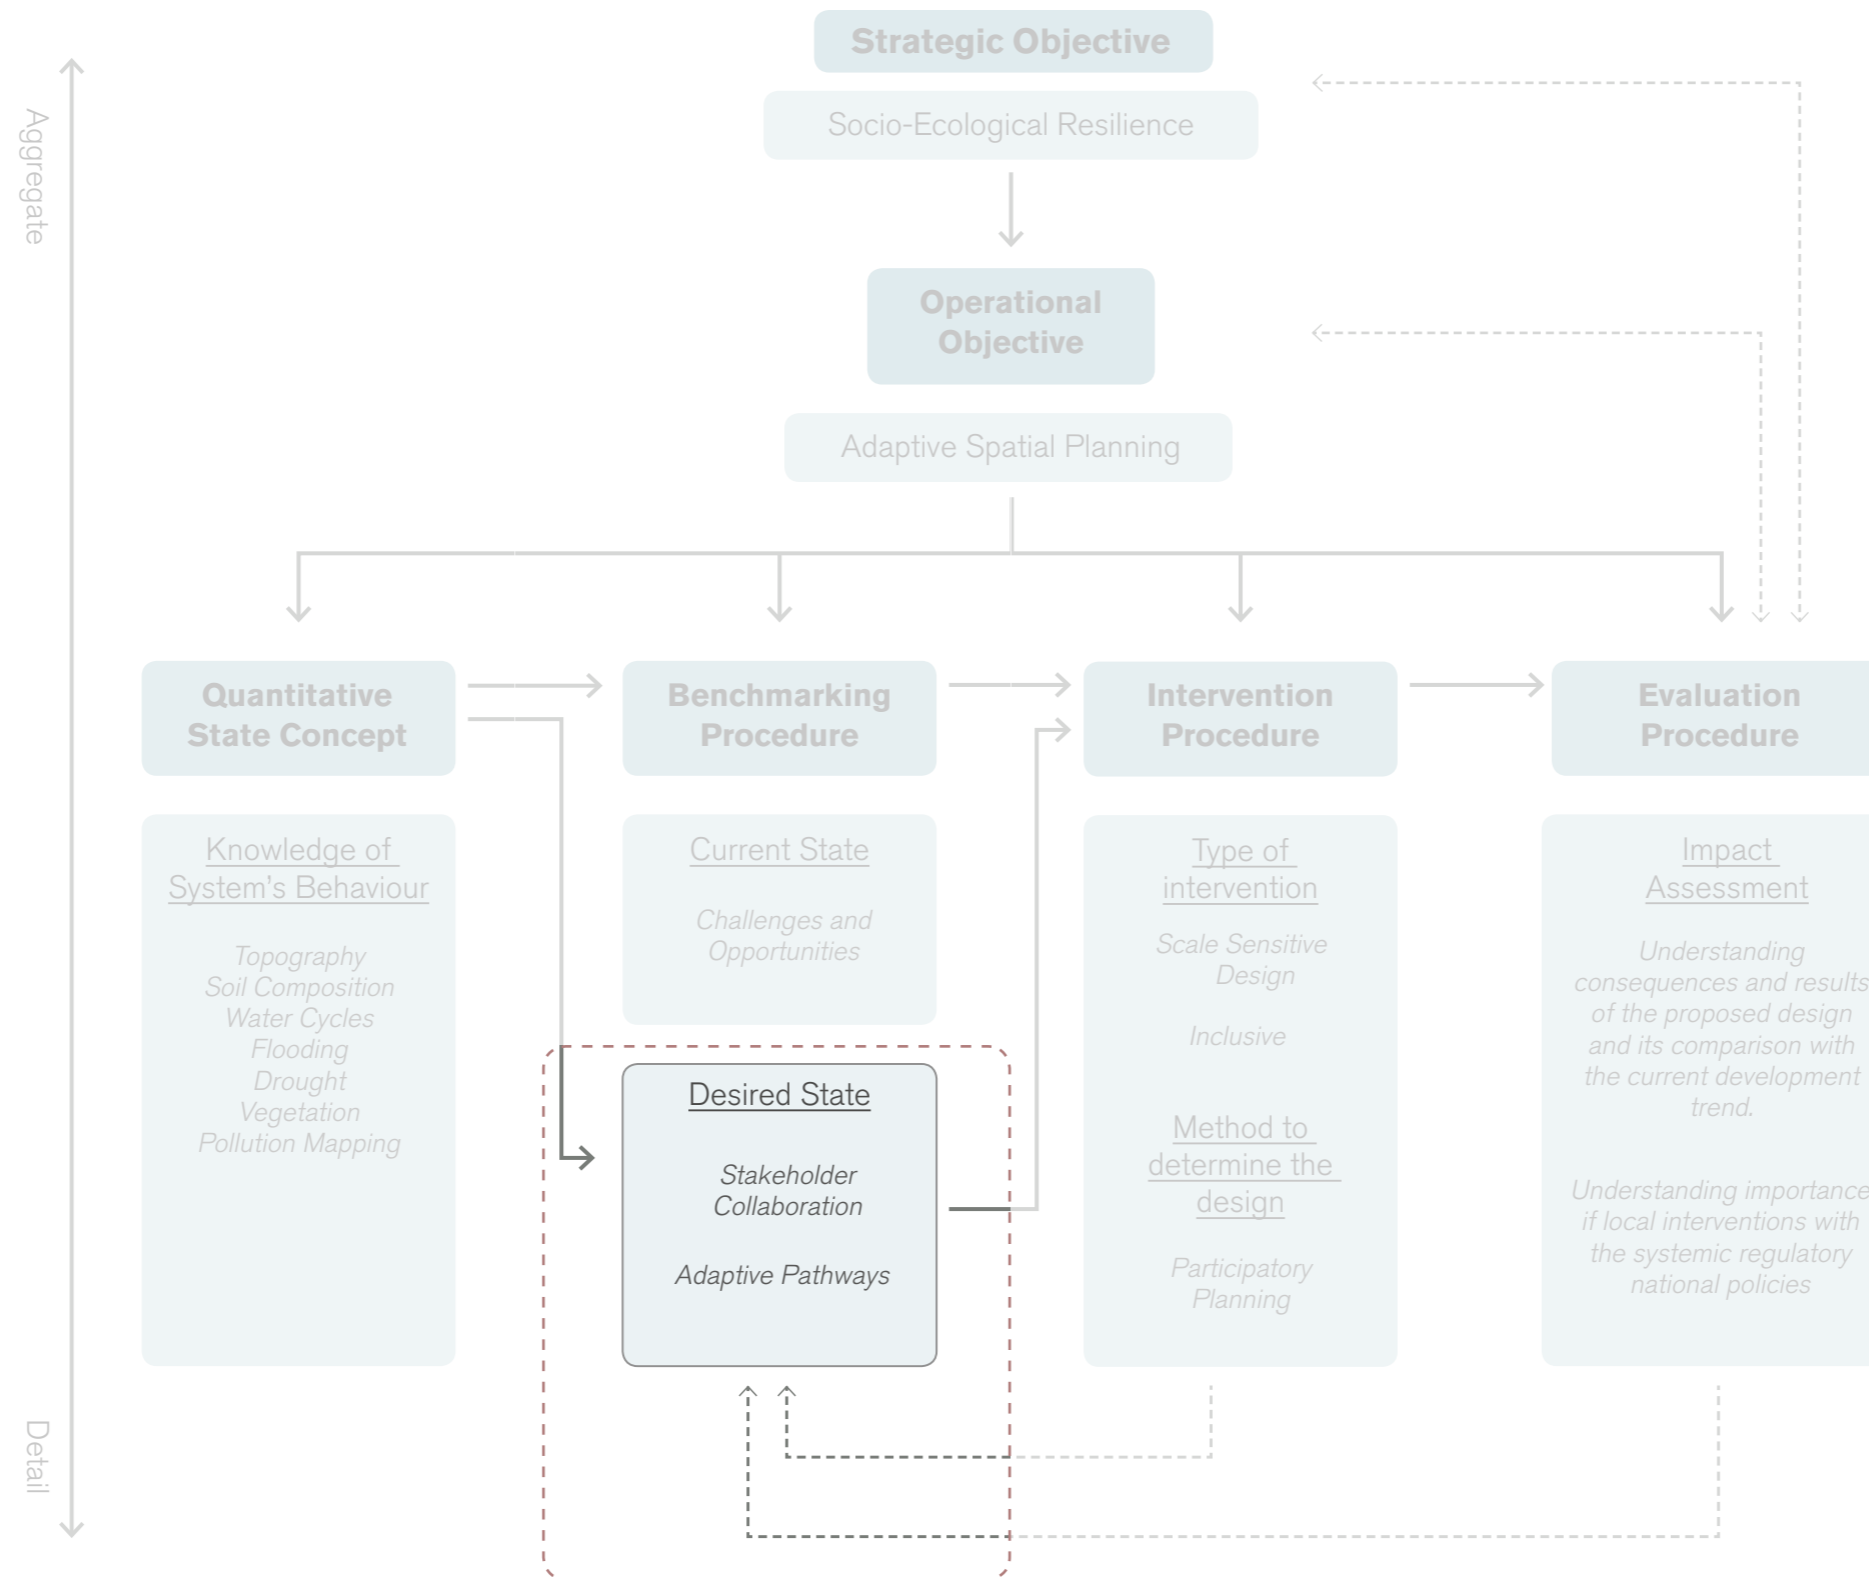 Strategic Objective
Socio-Ecological Resilience
Aggregate
Operational
Objective
Adaptive Spatial Planning
Quantitative
State Concept
Benchmarking
Procedure
Intervention
Procedure
Evaluation
Procedure
Knowledge of
System's Behaviour
Topography
Soil Composition
Water Cycles
Flooding
Drought
Vegetation
Pollution Mapping
Current State
Challenges and
Opportunities
Desired State
Stakeholder
Collaboration
Adaptive Pathways
Type of
intervention
Scale Sensitive
Design
Inclusive
Method to
determine the
design
Participatory
Planning
Impact
Assessment
Understanding
consequences and results
of the proposed design
and its comparison with
the current development
trend.
Understanding importance
if local interventions with
the systemic regulatory
national policies
Detail